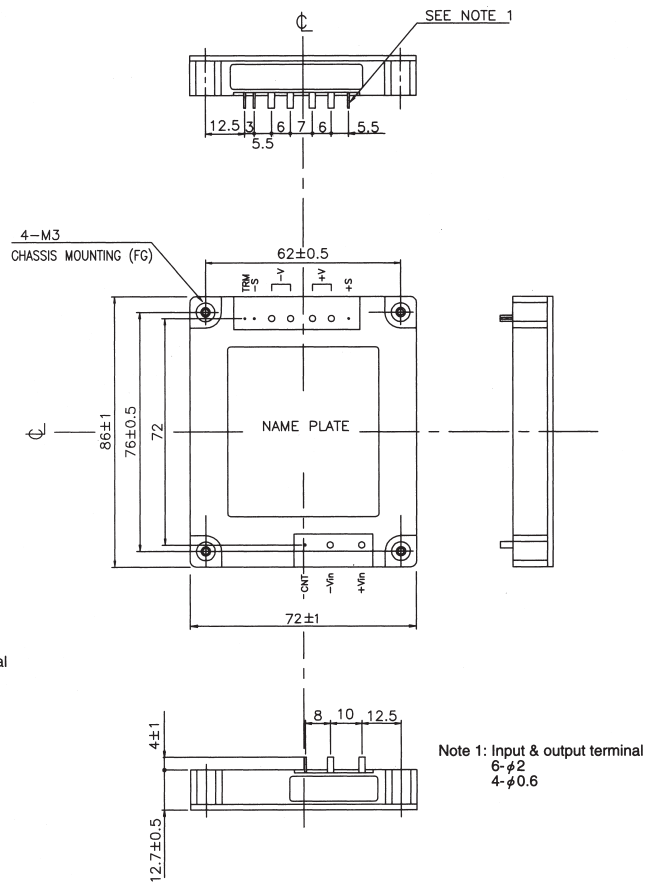 ℄
SEE NOTE 1
12.5 3 6 7 6 5.5
5.5
4-M3
CHASSIS MOUNTING (FG)
62±0.5
TRM
-S
-V
+V
+S
86±1
76±0.5
72
℄
NAME PLATE
-CNT
-Vin
+Vin
72±1
al
4±1
8 10 12.5
12.7±0.5
Note 1: Input & output terminal
6-ϕ2
4-ϕ0.6